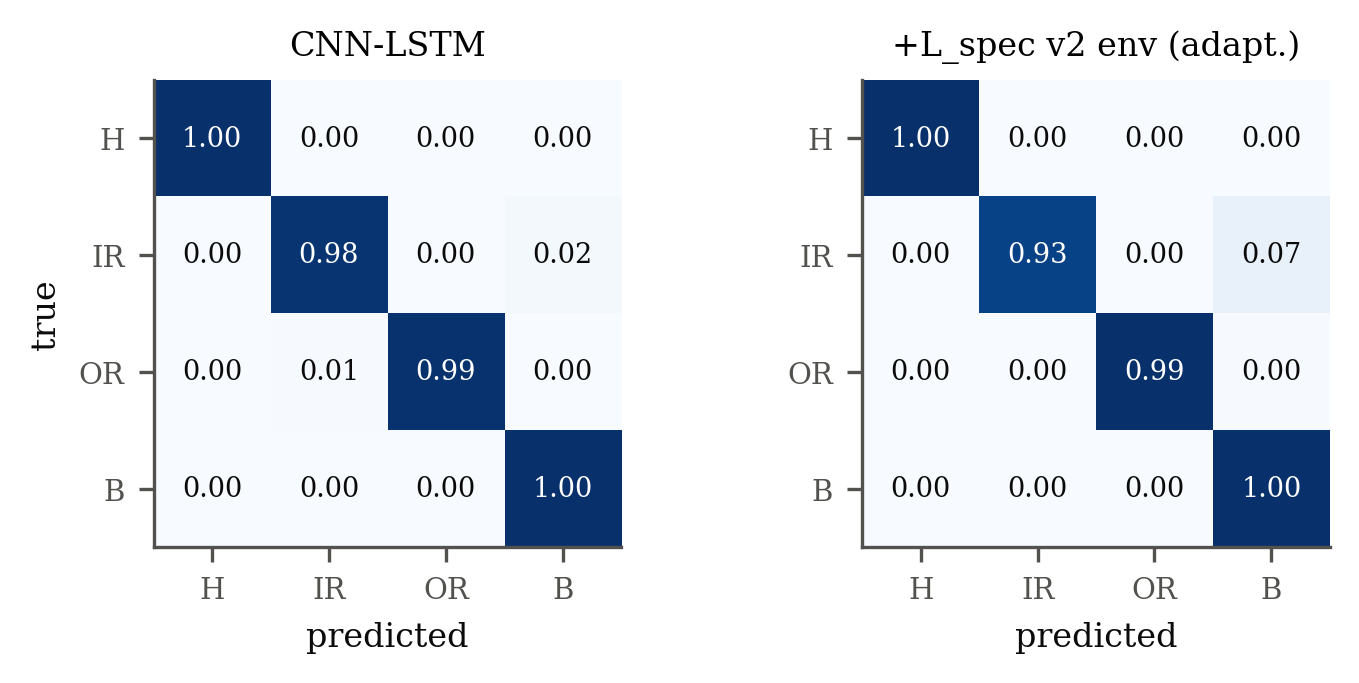 CNN-LSTM
H 1.00 0.00 0.00 0.00
IR 0.00 0.98 0.00 0.02
OR 0.00 0.01 0.99 0.00
B 0.00 0.00 0.00 1.00
H IR OR B
predicted
true
+L_spec v2 env (adapt.)
H 1.00 0.00 0.00 0.00
IR 0.00 0.93 0.00 0.07
OR 0.00 0.00 0.99 0.00
B 0.00 0.00 0.00 1.00
H IR OR B
predicted